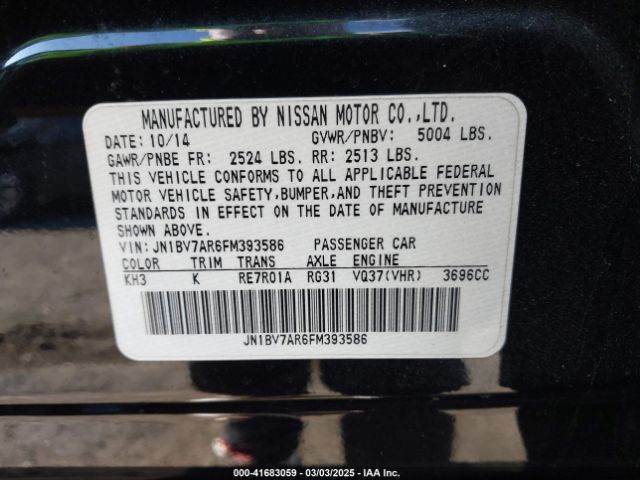 MANUFACTURED BY NISSAN MOTOR CO.,LTD.
DATE: 10/14 GVWR/PNBV: 5004 LBS.
GAWR/PNBE FR: 2524 LBS. RR: 2513 LBS.
THIS VEHICLE CONFORMS TO ALL APPLICABLE FEDERAL
MOTOR VEHICLE SAFETY,BUMPER,AND THEFT PREVENTION
STANDARDS IN EFFECT ON THE DATE OF MANUFACTURE
SHOWN ABOVE.
VIN: JN1BV7AR6FM393586 PASSENGER CAR
COLOR TRIM TRANS AXLE ENGINE
KH3 K RE7R01A RG31 VQ37(VHR) 3696CC
JN1BV7AR6FM393586
000-41683059 - 03/03/2025 - IAA Inc.